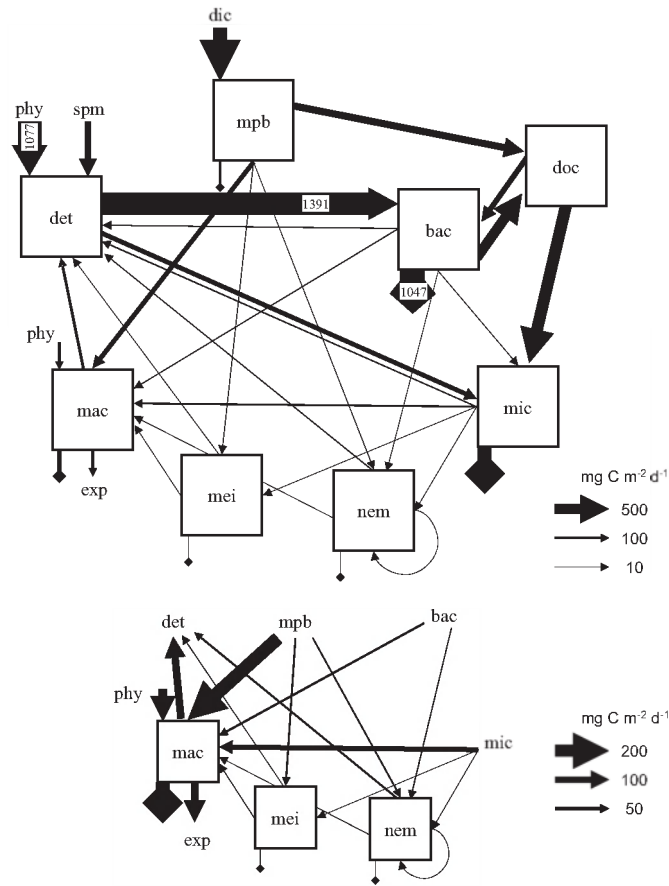 dic
phy
spm
1077
mpb
doc
det
1391
bac
1047
phy
mac
mic
exp
mei
nem
mg C m⁻² d⁻¹
500
100
10
det
mpb
bac
phy
mac
mic
mg C m⁻² d⁻¹
200
100
50
exp
mei
nem